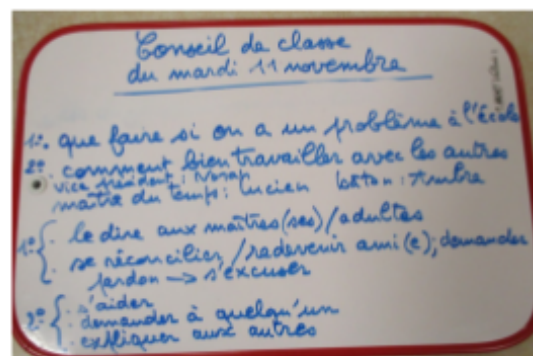 Conseil de classe
du mardi 11 novembre
1°. que faire si on a un problème à l'école
2°. comment bien travailler avec les autres
vice président :
maître du temps : Lucien bâton : Ambre
1°{ . le dire aux maîtres(ses)/adultes
. se réconcilier/redevenir ami(e); demander
pardon → s'excuser
2°{ . s'aider
. demander à quelqu'un
. expliquer aux autres